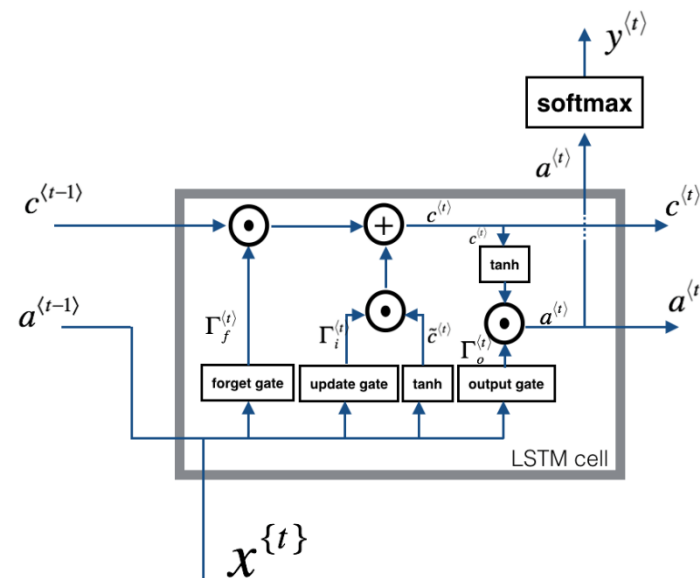 y⟨t⟩
softmax
a⟨t⟩
c⟨t−1⟩
c⟨t⟩
c⟨t⟩
c⟨t⟩
tanh
a⟨t−1⟩
Γf⟨t⟩
Γi⟨t⟩
c̃⟨t⟩
Γo⟨t⟩
a⟨t⟩
a⟨t
forget gate
update gate
tanh
output gate
LSTM cell
x{t}